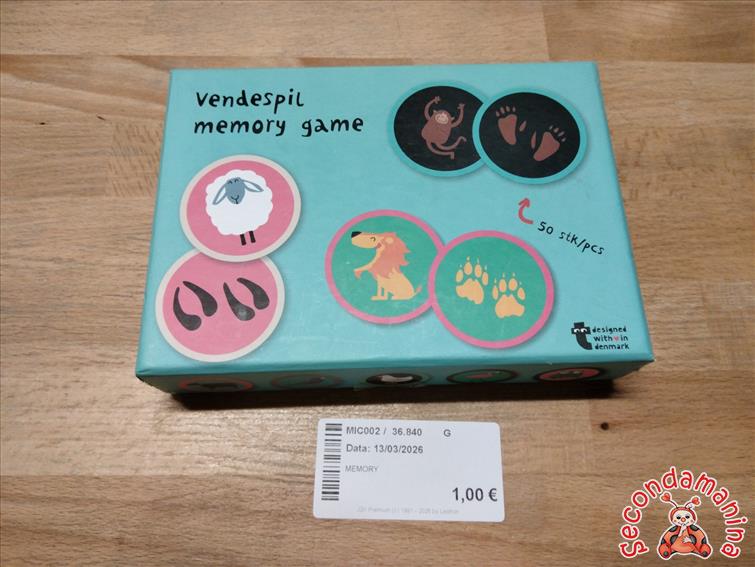 vendespil
memory game
50 stk/pcs
designed
with in
denmark
MIC002 / 36.840 G
Data: 13/03/2026
MEMORY
1,00 €
secondamanina